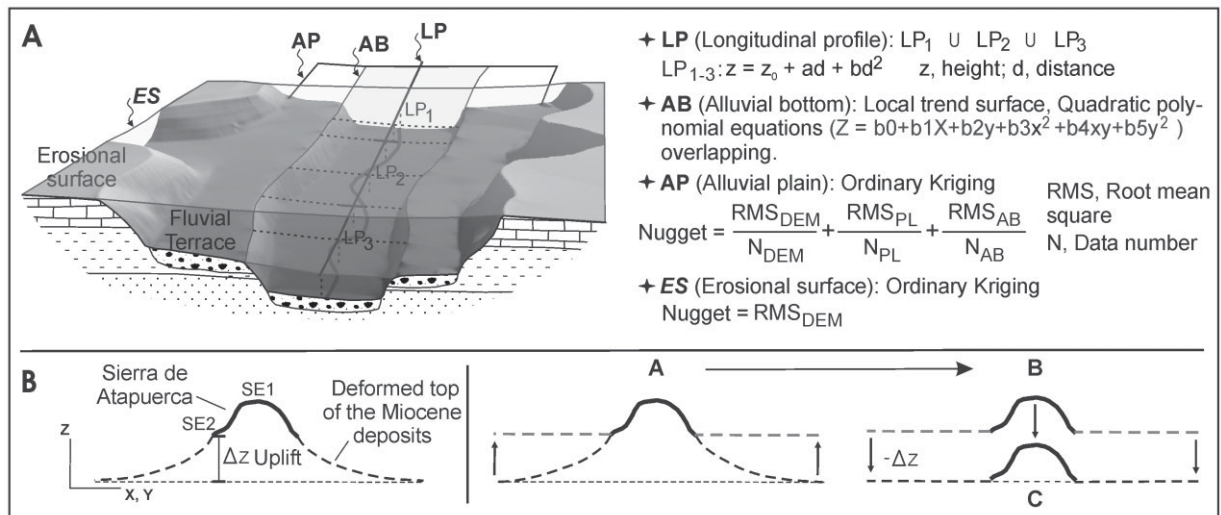 A
AP
AB
LP
ES
LP1
LP2
LP3
Erosional
surface
Fluvial
Terrace
✦ LP (Longitudinal profile): LP1 ∪ LP2 ∪ LP3
LP1-3: z = z0 + ad + bd² z, height; d, distance
✦ AB (Alluvial bottom): Local trend surface, Quadratic poly-
nomial equations (Z = b0+b1X+b2y+b3x² +b4xy+b5y² )
overlapping.
✦ AP (Alluvial plain): Ordinary Kriging
Nugget = RMSDEM/NDEM + RMSPL/NPL + RMSAB/NAB
RMS, Root mean
square
N, Data number
✦ ES (Erosional surface): Ordinary Kriging
Nugget = RMSDEM
B
Sierra de
Atapuerca
SE1
SE2
Deformed top
of the Miocene
deposits
Z
ΔZ Uplift
X, Y
A
B
-ΔZ
C